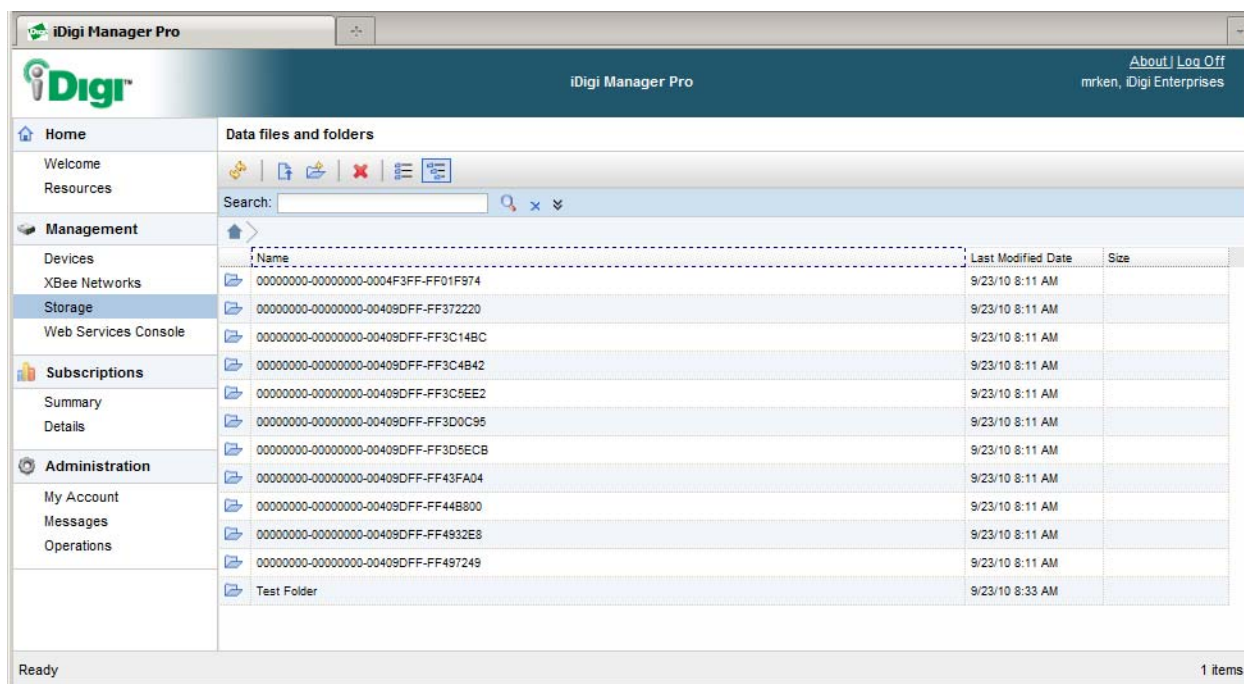 iDigi Manager Pro
iDigi™
iDigi Manager Pro
About | Log Off
mrken, iDigi Enterprises
Home
Welcome
Resources
Management
Devices
XBee Networks
Storage
Web Services Console
Subscriptions
Summary
Details
Administration
My Account
Messages
Operations
Data files and folders
Search:
Name Last Modified Date Size
00000000-00000000-0004F3FF-FF01F974 9/23/10 8:11 AM
00000000-00000000-00409DFF-FF372220 9/23/10 8:11 AM
00000000-00000000-00409DFF-FF3C14BC 9/23/10 8:11 AM
00000000-00000000-00409DFF-FF3C4B42 9/23/10 8:11 AM
00000000-00000000-00409DFF-FF3C5EE2 9/23/10 8:11 AM
00000000-00000000-00409DFF-FF3D0C95 9/23/10 8:11 AM
00000000-00000000-00409DFF-FF3D5ECB 9/23/10 8:11 AM
00000000-00000000-00409DFF-FF43FA04 9/23/10 8:11 AM
00000000-00000000-00409DFF-FF44B800 9/23/10 8:11 AM
00000000-00000000-00409DFF-FF4932E8 9/23/10 8:11 AM
00000000-00000000-00409DFF-FF497249 9/23/10 8:11 AM
Test Folder 9/23/10 8:33 AM
Ready 1 items